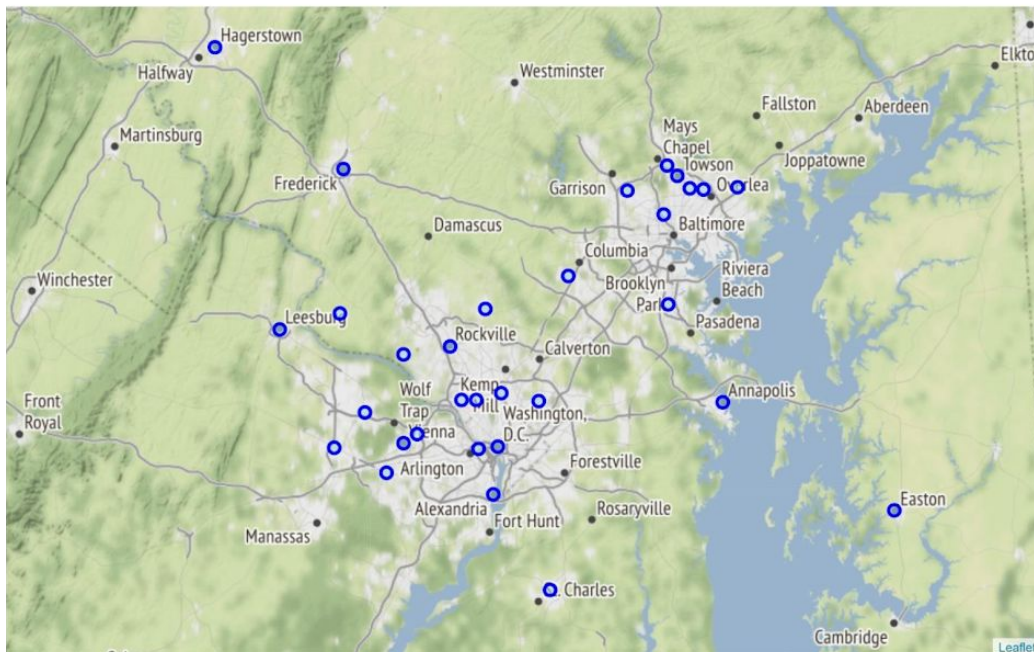 Hagerstown
Halfway
Westminster
Elkto
Fallston
Aberdeen
Martinsburg
Mays
Chapel
Towson
Joppatowne
Frederick
Garrison
Overlea
Damascus
Baltimore
Columbia
Winchester
Brooklyn
Park
Riviera
Beach
Leesburg
Rockville
Pasadena
Calverton
Wolf
Trap
Kemp
Mill
Annapolis
Front
Royal
Vienna
Washington,
D.C.
Arlington
Forestville
Easton
Alexandria
Rosaryville
Manassas
Fort Hunt
Charles
Cambridge
Leafle